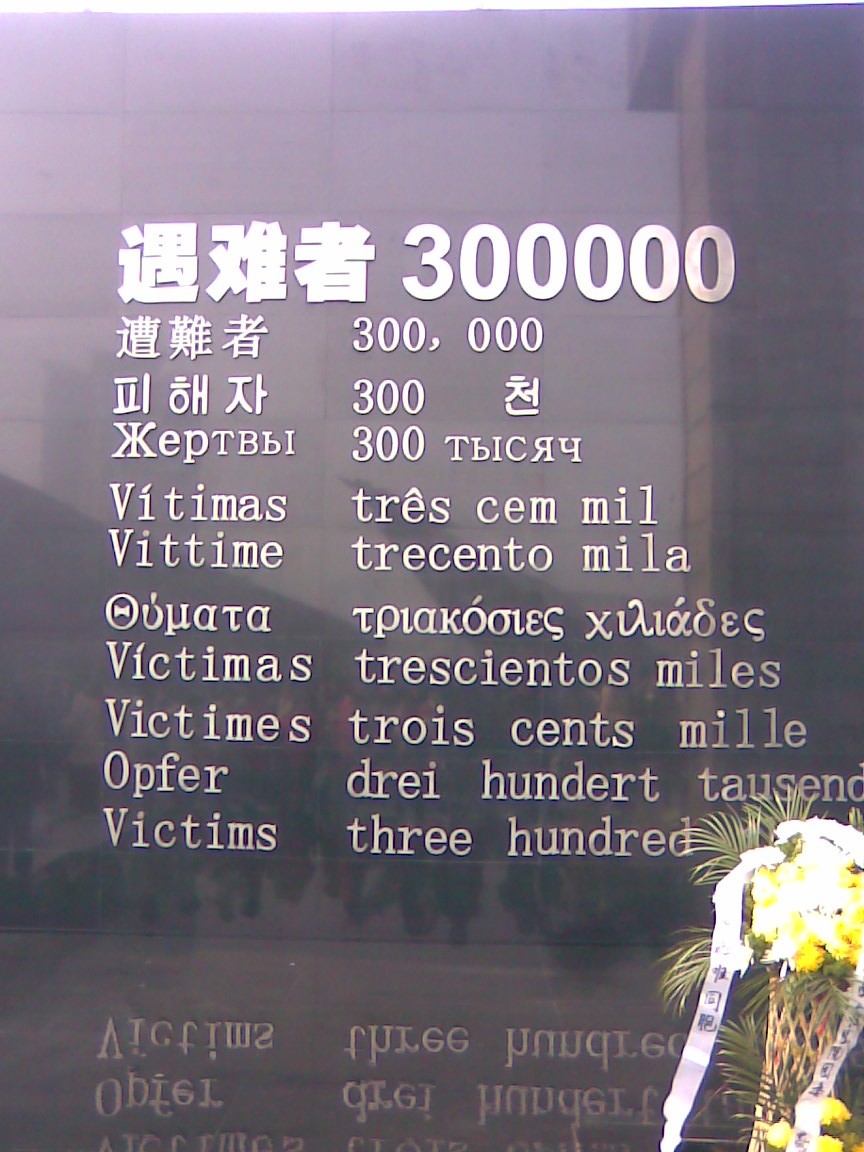 遇难者 300000
遭難者 300，000
피해자 300 천
Жертвы 300 тысяч
Vítimas três cem mil
Vittime trecento mila
Θύματα τριακόσιες χιλιάδες
Víctimas trescientos miles
Victimes trois cents mille
Opfer drei hundert tausend
Victims three hundred
同胞